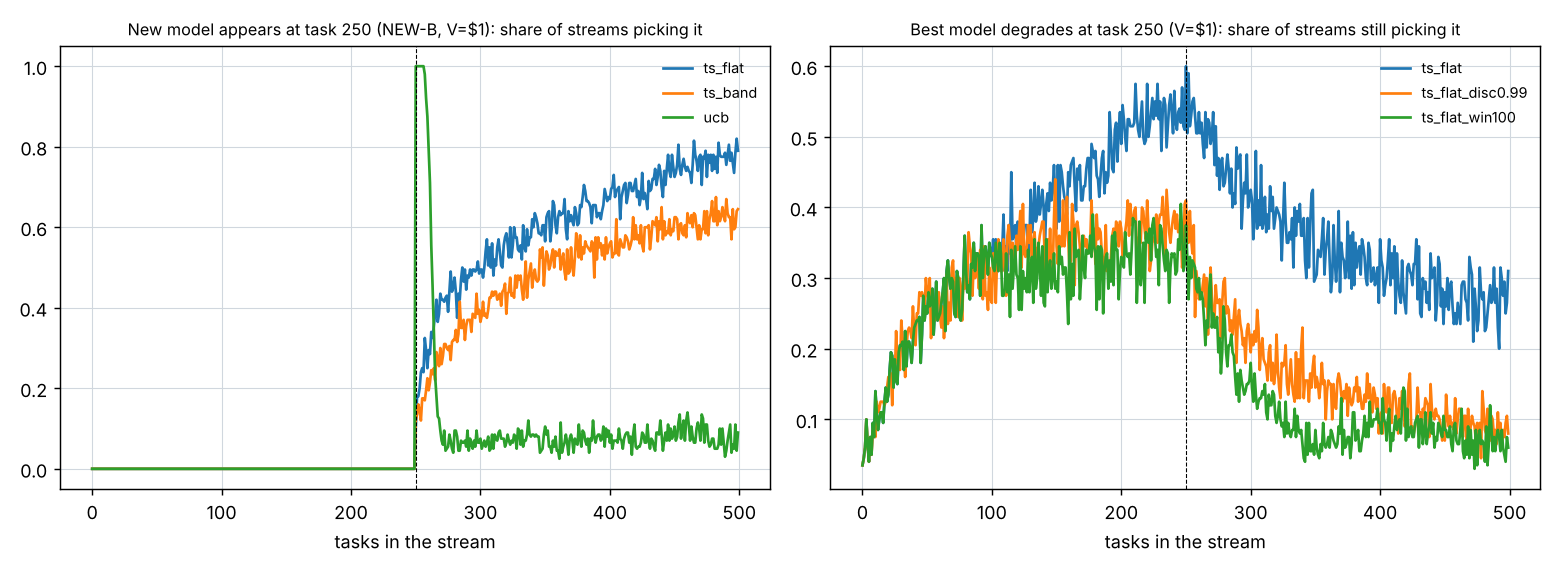 New model appears at task 250 (NEW-B, V=$1): share of streams picking it
1.0
0.8
0.6
0.4
0.2
0.0
0
100
200
300
400
500
tasks in the stream
ts_flat
ts_band
ucb
Best model degrades at task 250 (V=$1): share of streams still picking it
0.6
0.5
0.4
0.3
0.2
0.1
0
100
200
300
400
500
tasks in the stream
ts_flat
ts_flat_disc0.99
ts_flat_win100